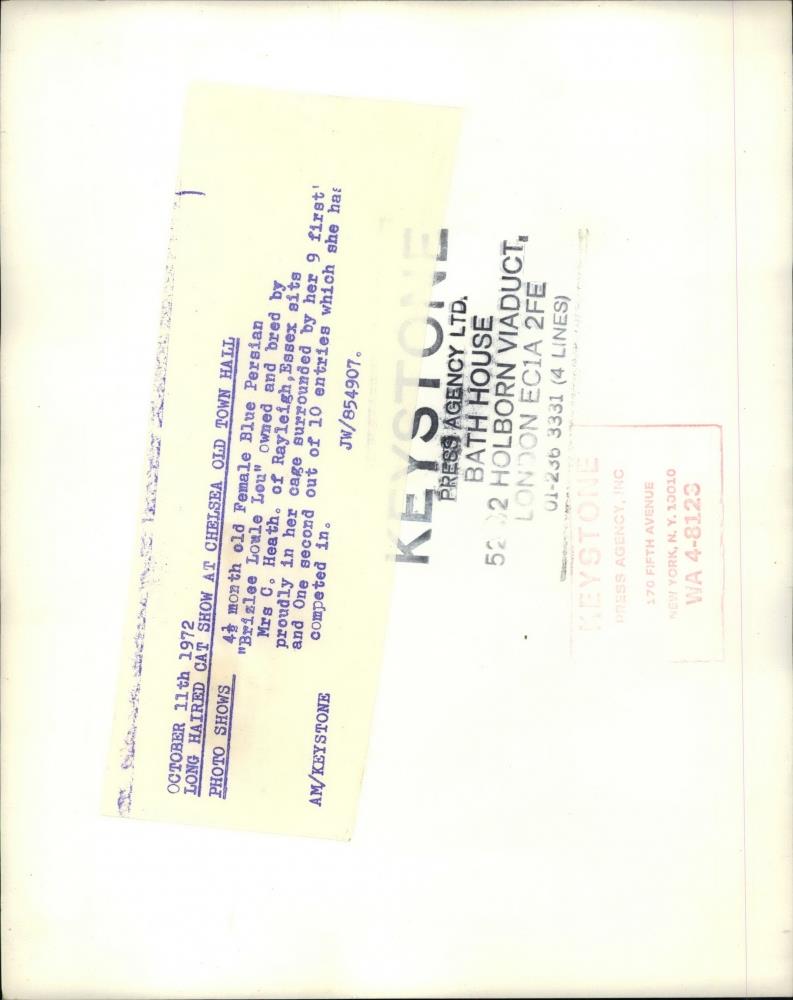 OCTOBER 11th 1972
LONG HAIRED CAT SHOW AT CHELSEA OLD TOWN HALL
PHOTO SHOWS 4½ month old Female Blue Persian
"Brizlee Lowle Lou" owned and bred by
Mrs C. Heath. of Rayleigh,Essex sits
proudly in her cage surrounded by her 9 first'
and One second out of 10 entries which she has
competed in.
AM/KEYSTONE JW/854907.
KEYSTONE
PRESS AGENCY LTD.
BATH HOUSE
52 2 HOLBORN VIADUCT,
LONDON EC1A 2FE
01-236 3331 (4 LINES)
KEYSTONE
PRESS AGENCY, INC
170 FIFTH AVENUE
NEW YORK, N. Y. 10010
WA 4-8123